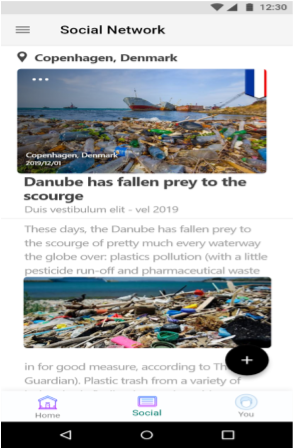 12:30
Social Network
Copenhagen, Denmark
Copenhagen, Denmark
2019/12/01
Danube has fallen prey to the
scourge
Duis vestibulum elit - vel 2019
These days, the Danube has fallen prey to
the scourge of pretty much every waterway
the globe over: plastics pollution (with a little
pesticide run-off and pharmaceutical waste
in for good measure, according to
Guardian). Plastic trash from a variety of
Home
Social
You